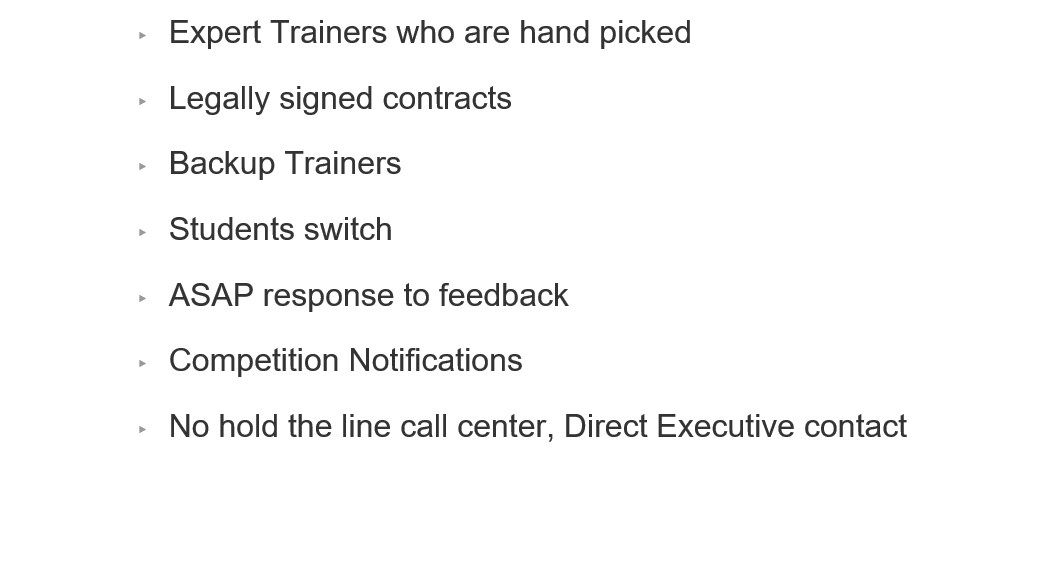 Expert Trainers who are hand picked
Legally signed contracts
Backup Trainers
Students switch
ASAP response to feedback
Competition Notifications
No hold the line call center, Direct Executive contact